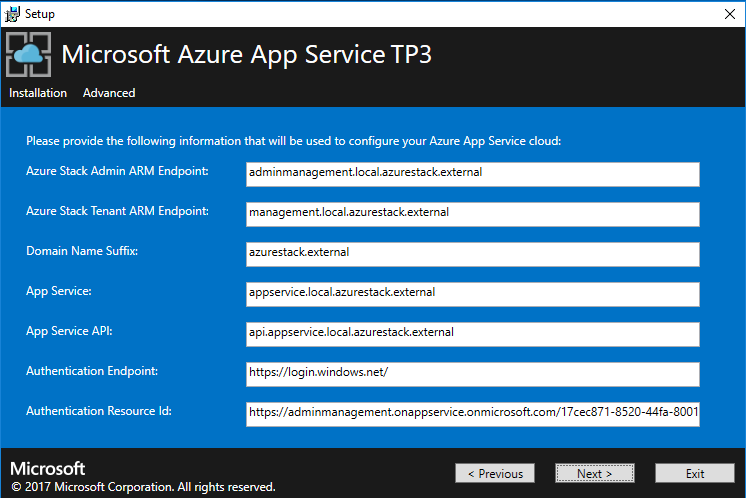 Setup
Microsoft Azure App Service TP3
Installation Advanced
Please provide the following information that will be used to configure your Azure App Service cloud:
Azure Stack Admin ARM Endpoint: adminmanagement.local.azurestack.external
Azure Stack Tenant ARM Endpoint: management.local.azurestack.external
Domain Name Suffix: azurestack.external
App Service: appservice.local.azurestack.external
App Service API: api.appservice.local.azurestack.external
Authentication Endpoint: https://login.windows.net/
Authentication Resource Id: https://adminmanagement.onappservice.onmicrosoft.com/17cec871-8520-44fa-8001
Microsoft
© 2017 Microsoft Corporation. All rights reserved.
< Previous Next > Exit